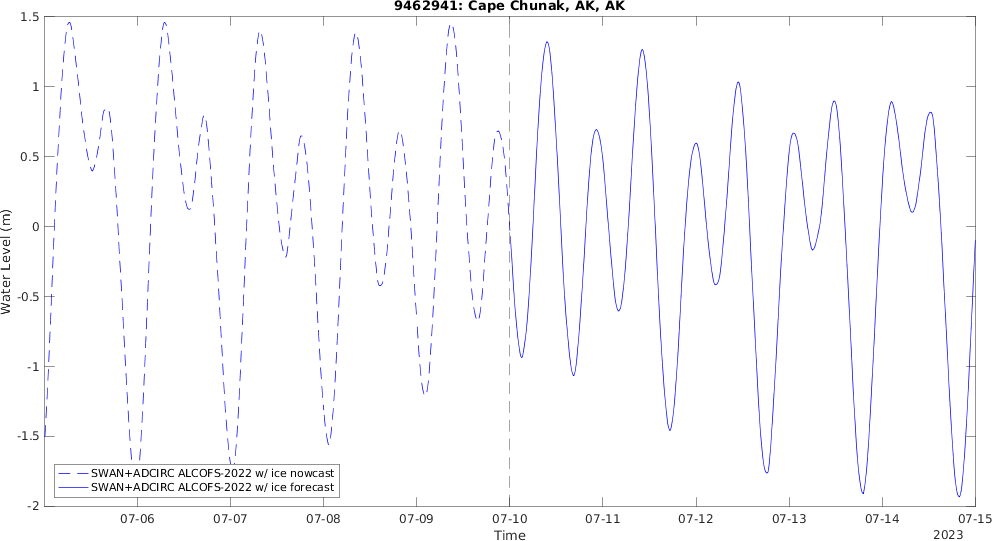 9462941: Cape Chunak, AK, AK
Water Level (m)
1.5
1
0.5
0
-0.5
-1
-1.5
-2
SWAN+ADCIRC ALCOFS-2022 w/ ice nowcast
SWAN+ADCIRC ALCOFS-2022 w/ ice forecast
07-06 07-07 07-08 07-09 07-10 07-11 07-12 07-13 07-14 07-15
Time
2023